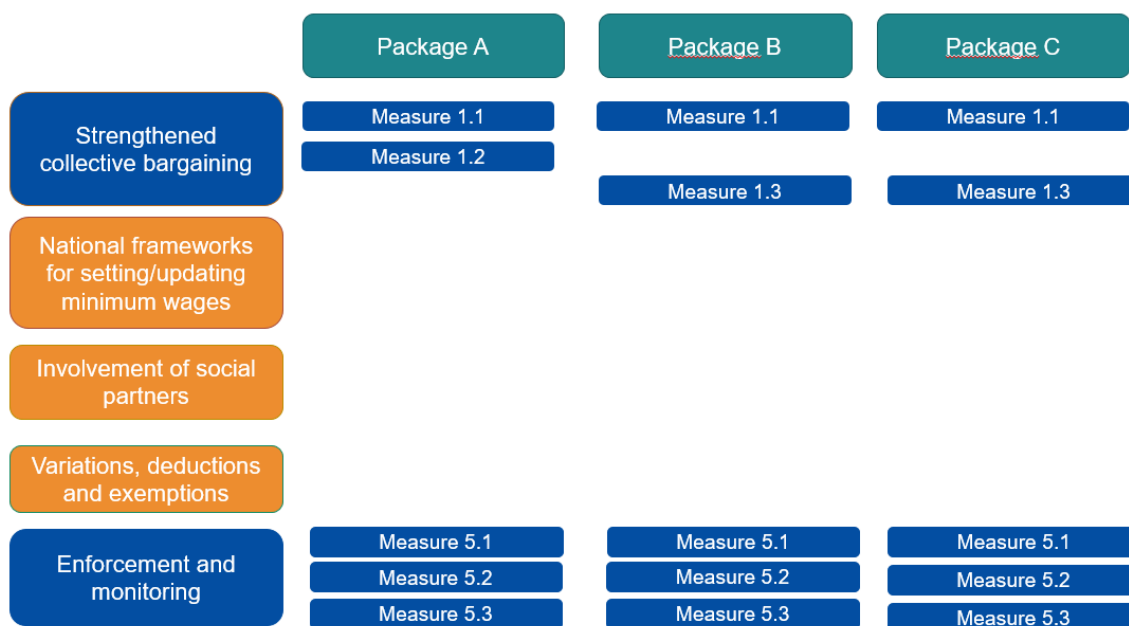 Package A
Package B
Package C
Strengthened
collective bargaining
Measure 1.1
Measure 1.1
Measure 1.1
Measure 1.2
Measure 1.3
Measure 1.3
National frameworks
for setting/updating
minimum wages
Involvement of social
partners
Variations, deductions
and exemptions
Enforcement and
monitoring
Measure 5.1
Measure 5.1
Measure 5.1
Measure 5.2
Measure 5.2
Measure 5.2
Measure 5.3
Measure 5.3
Measure 5.3